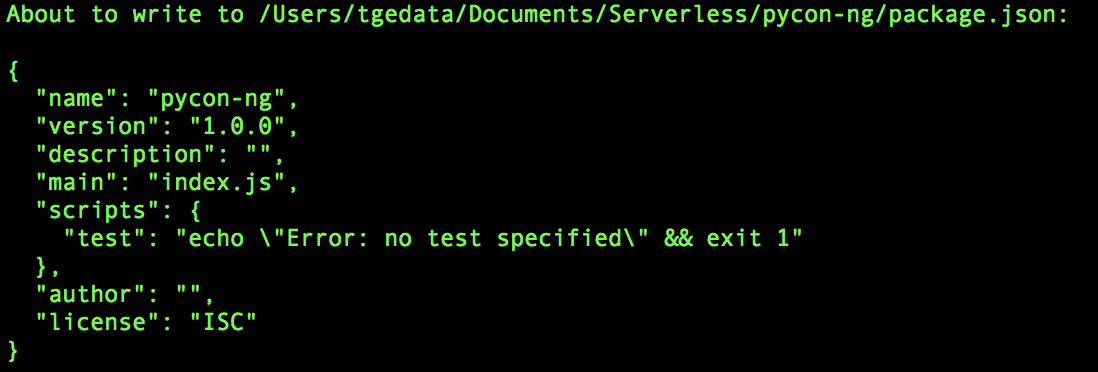 About to write to /Users/tgedata/Documents/Serverless/pycon-ng/package.json:

{
  "name": "pycon-ng",
  "version": "1.0.0",
  "description": "",
  "main": "index.js",
  "scripts": {
    "test": "echo \"Error: no test specified\" && exit 1"
  },
  "author": "",
  "license": "ISC"
}